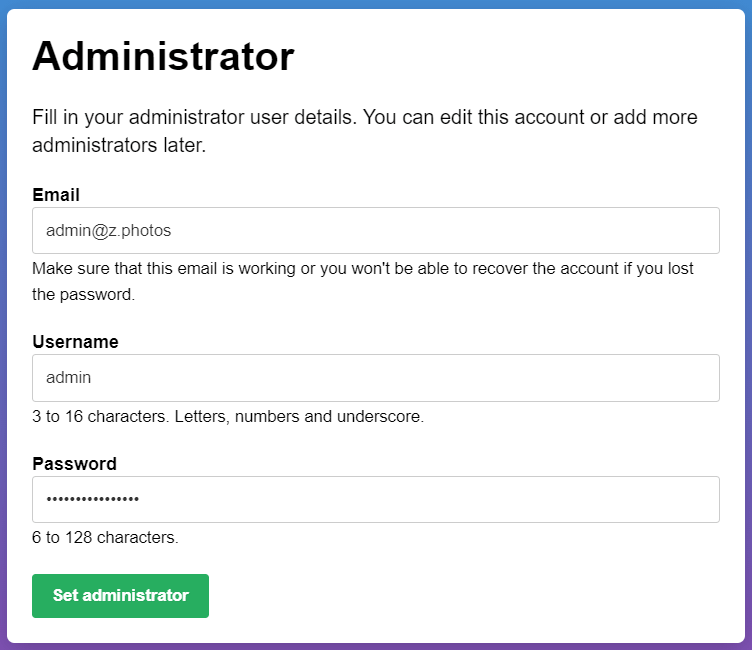 Administrator
Fill in your administrator user details. You can edit this account or add more
administrators later.
Email
admin@z.photos
Make sure that this email is working or you won't be able to recover the account if you lost
the password.
Username
admin
3 to 16 characters. Letters, numbers and underscore.
Password
••••••••••••••••
6 to 128 characters.
Set administrator